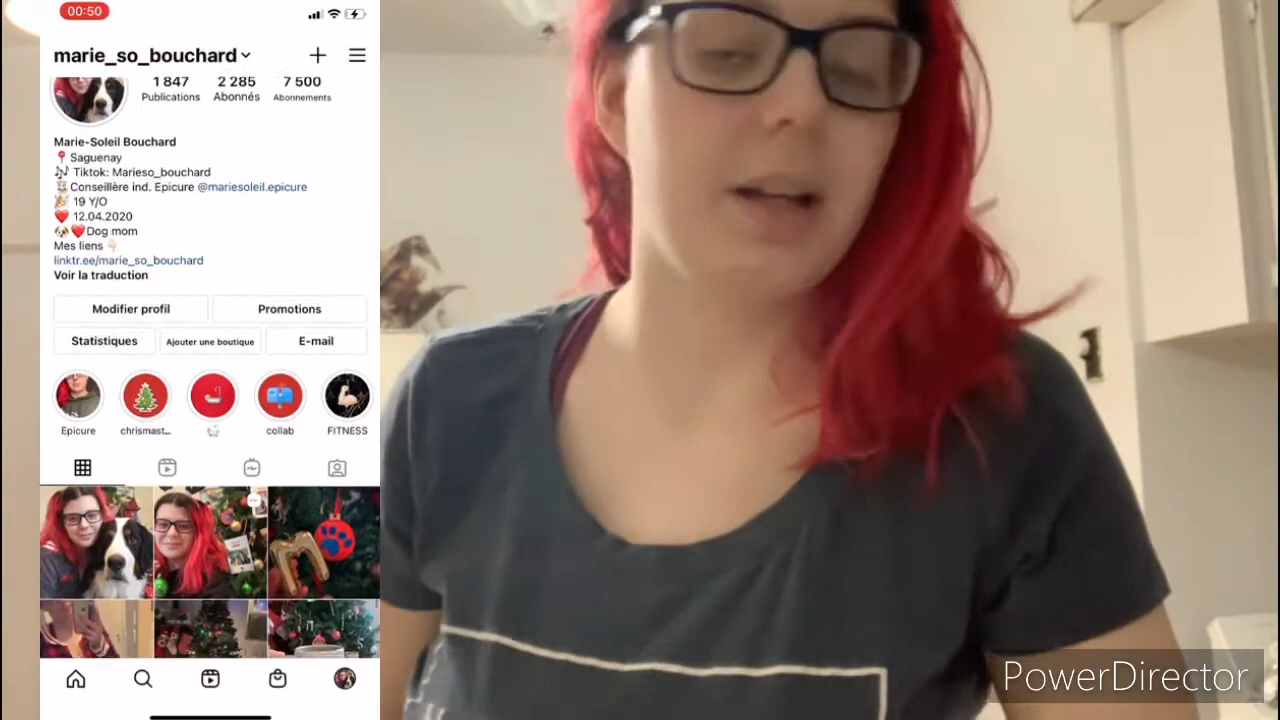 00:50
marie_so_bouchard
1 847
2 285
7 500
Publications
Abonnés
Abonnements
Marie-Soleil Bouchard
📍 Saguenay
🎶 Tiktok: Marieso_bouchard
Conseillère ind. Epicure @mariesoleil.epicure
🎉 19 Y/O
❤️ 12.04.2020
🐶❤️Dog mom
Mes liens 👇🏻
linktr.ee/marie_so_bouchard
Voir la traduction
Modifier profil
Promotions
Statistiques
Ajouter une boutique
E-mail
Epicure
chrismast...
🛁
collab
FITNESS
PowerDirector